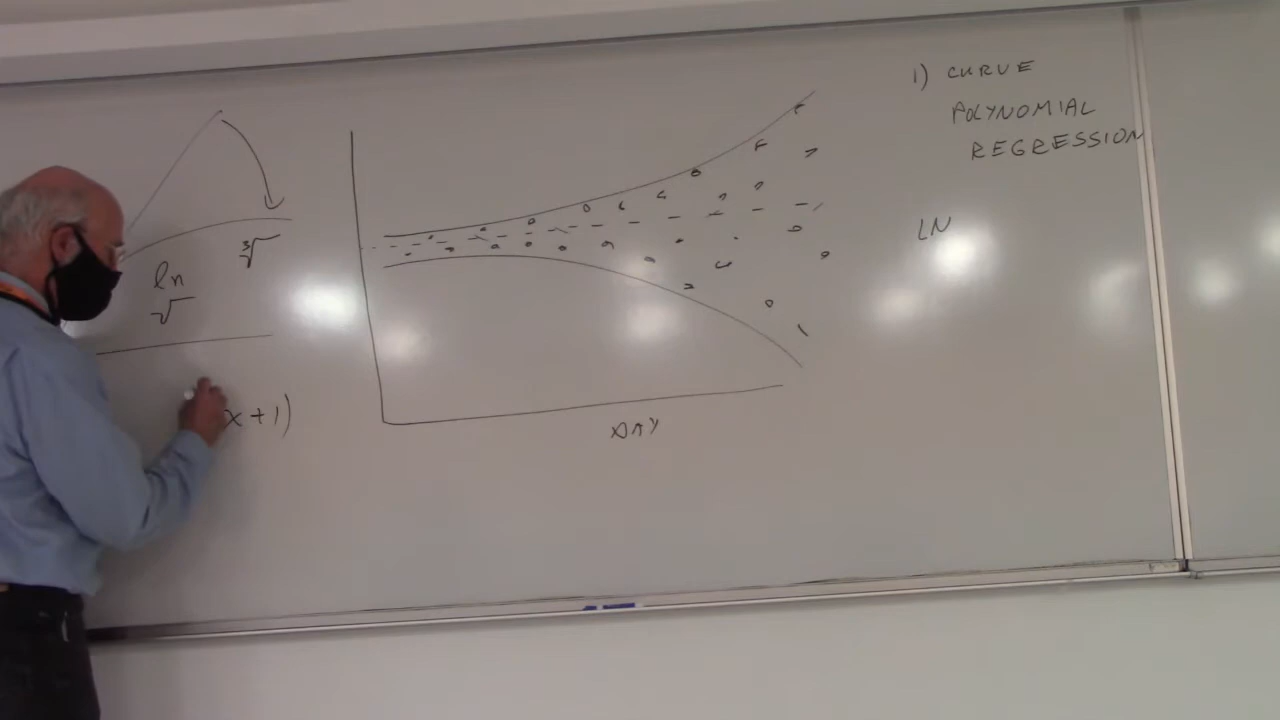 1) CURVE
POLYNOMIAL
REGRESSION
LN
∛
ln
√
x + 1)
DAY